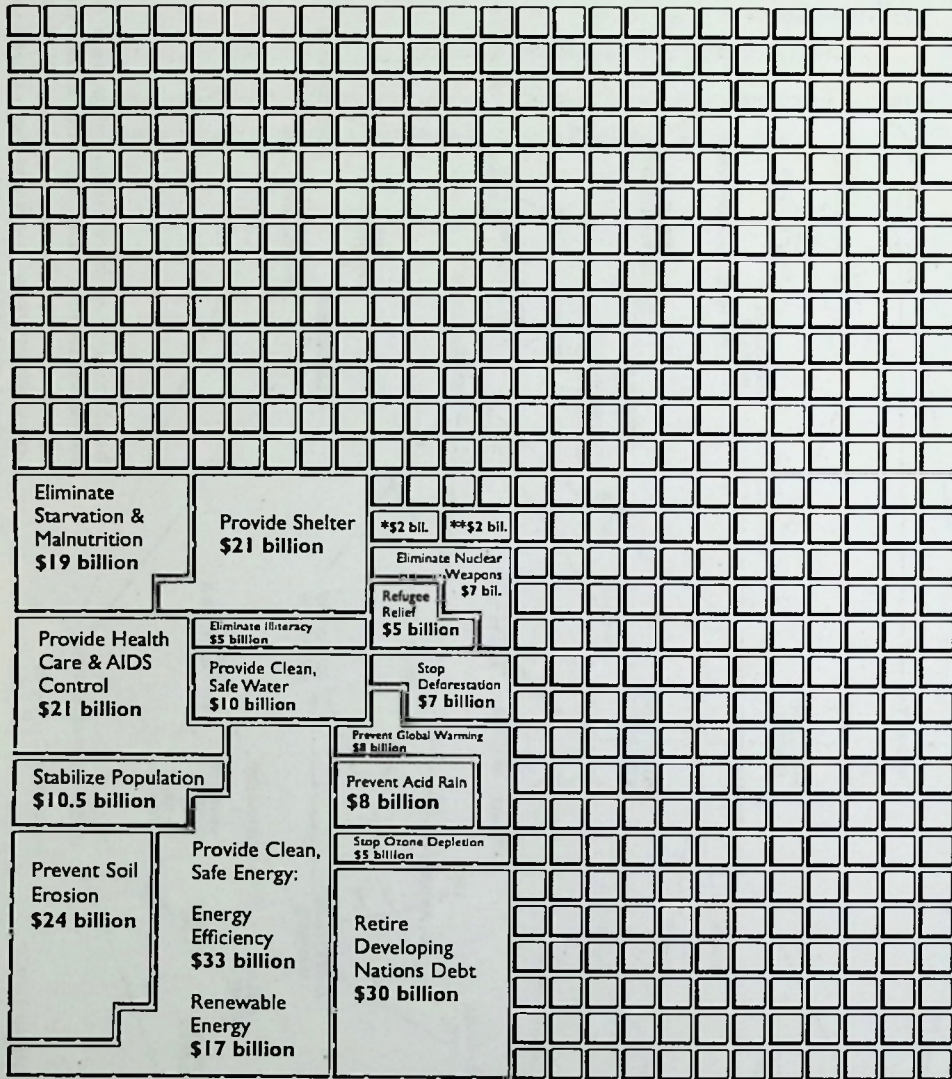 Eliminate
Starvation &
Malnutrition
$19 billion
Provide Shelter
$21 billion
*$2 bil.
**$2 bil.
Eliminate Nuclear
Weapons
$7 bil.
Refugee
Relief
$5 billion
Provide Health
Care & AIDS
Control
$21 billion
Eliminate Illiteracy
$5 billion
Provide Clean,
Safe Water
$10 billion
Stop
Deforestation
$7 billion
Prevent Global Warming
$8 billion
Stabilize Population
$10.5 billion
Prevent Acid Rain
$8 billion
Stop Ozone Depletion
$5 billion
Prevent Soil
Erosion
$24 billion
Provide Clean,
Safe Energy:
Energy
Efficiency
$33 billion
Renewable
Energy
$17 billion
Retire
Developing
Nations Debt
$30 billion